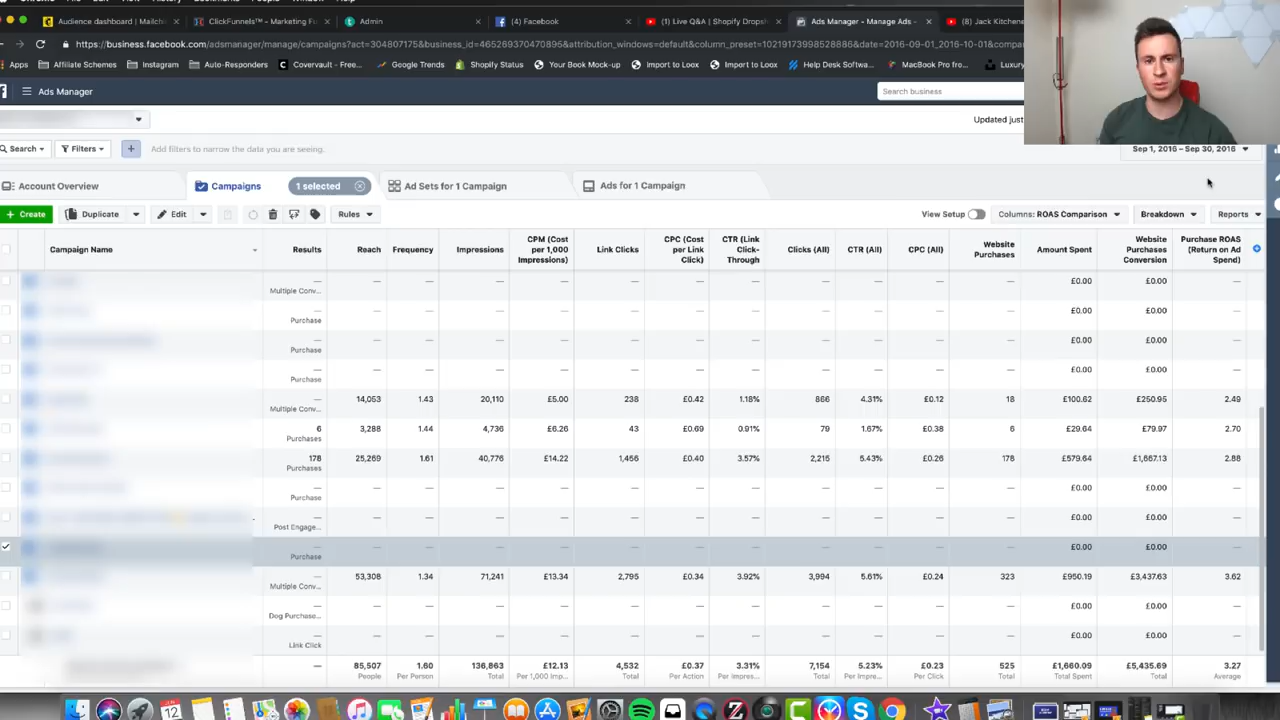 Audience dashboard | Mailch
ClickFunnels™ - Marketing Fu
Admin
(4) Facebook
(1) Live Q&A | Shopify Dropsh
Ads Manager - Manage Ads -
(8) Jack Kitchene
https://business.facebook.com/adsmanager/manage/campaigns?act=304807175&business_id=465269370470895&attribution_windows=default&column_preset=10219173998528886&date=2016-09-01_2016-10-01&compa
Apps
Affiliate Schemes
Instagram
Auto-Responders
Covervault - Free...
Google Trends
Shopify Status
Your Book Mock-up
Import to Loox
Import to Loox
Help Desk Softwa...
MacBook Pro fro...
Luxury
Ads Manager
Search business
Updated just
Search
Filters
Add filters to narrow the data you are seeing.
Sep 1, 2016 – Sep 30, 2016
Account Overview
Campaigns
1 selected
Ad Sets for 1 Campaign
Ads for 1 Campaign
+ Create
Duplicate
Edit
Rules
View Setup
Columns: ROAS Comparison
Breakdown
Reports
Campaign Name Results Reach Frequency Impressions CPM (Cost per 1,000 Impressions) Link Clicks CPC (Cost per Link Click) CTR (Link Click-Through Clicks (All) CTR (All) CPC (All) Website Purchases Amount Spent Website Purchases Conversion Purchase ROAS (Return on Ad Spend)
— — — — — — — — — — — — £0.00 £0.00 —
Multiple Conv...
— — — — — — — — — — — — £0.00 £0.00 —
Purchase
— — — — — — — — — — — — £0.00 £0.00 —
Purchase
— — — — — — — — — — — — £0.00 £0.00 —
Purchase
— 14,053 1.43 20,110 £5.00 238 £0.42 1.18% 866 4.31% £0.12 18 £100.62 £250.95 2.49
Multiple Conv...
6 3,288 1.44 4,736 £6.26 43 £0.69 0.91% 79 1.67% £0.38 6 £29.64 £79.97 2.70
Purchases
178 25,269 1.61 40,776 £14.22 1,456 £0.40 3.57% 2,215 5.43% £0.26 178 £579.64 £1,667.13 2.88
Purchases
— — — — — — — — — — — — £0.00 £0.00 —
Purchase
— — — — — — — — — — — — £0.00 £0.00 —
Post Engage...
— — — — — — — — — — — — £0.00 £0.00 —
Purchase
— 53,308 1.34 71,241 £13.34 2,795 £0.34 3.92% 3,994 5.61% £0.24 323 £950.19 £3,437.63 3.62
Multiple Conv...
— — — — — — — — — — — — £0.00 £0.00 —
Dog Purchase...
— — — — — — — — — — — — £0.00 £0.00 —
Link Click
— 85,507 1.60 136,863 £12.13 4,532 £0.37 3.31% 7,154 5.23% £0.23 525 £1,660.09 £5,435.69 3.27
People Per Person Total Per 1,000 Imp... Total Per Action Per Impres... Total Per Impre... Per Click Total Total Spent Total Average
12